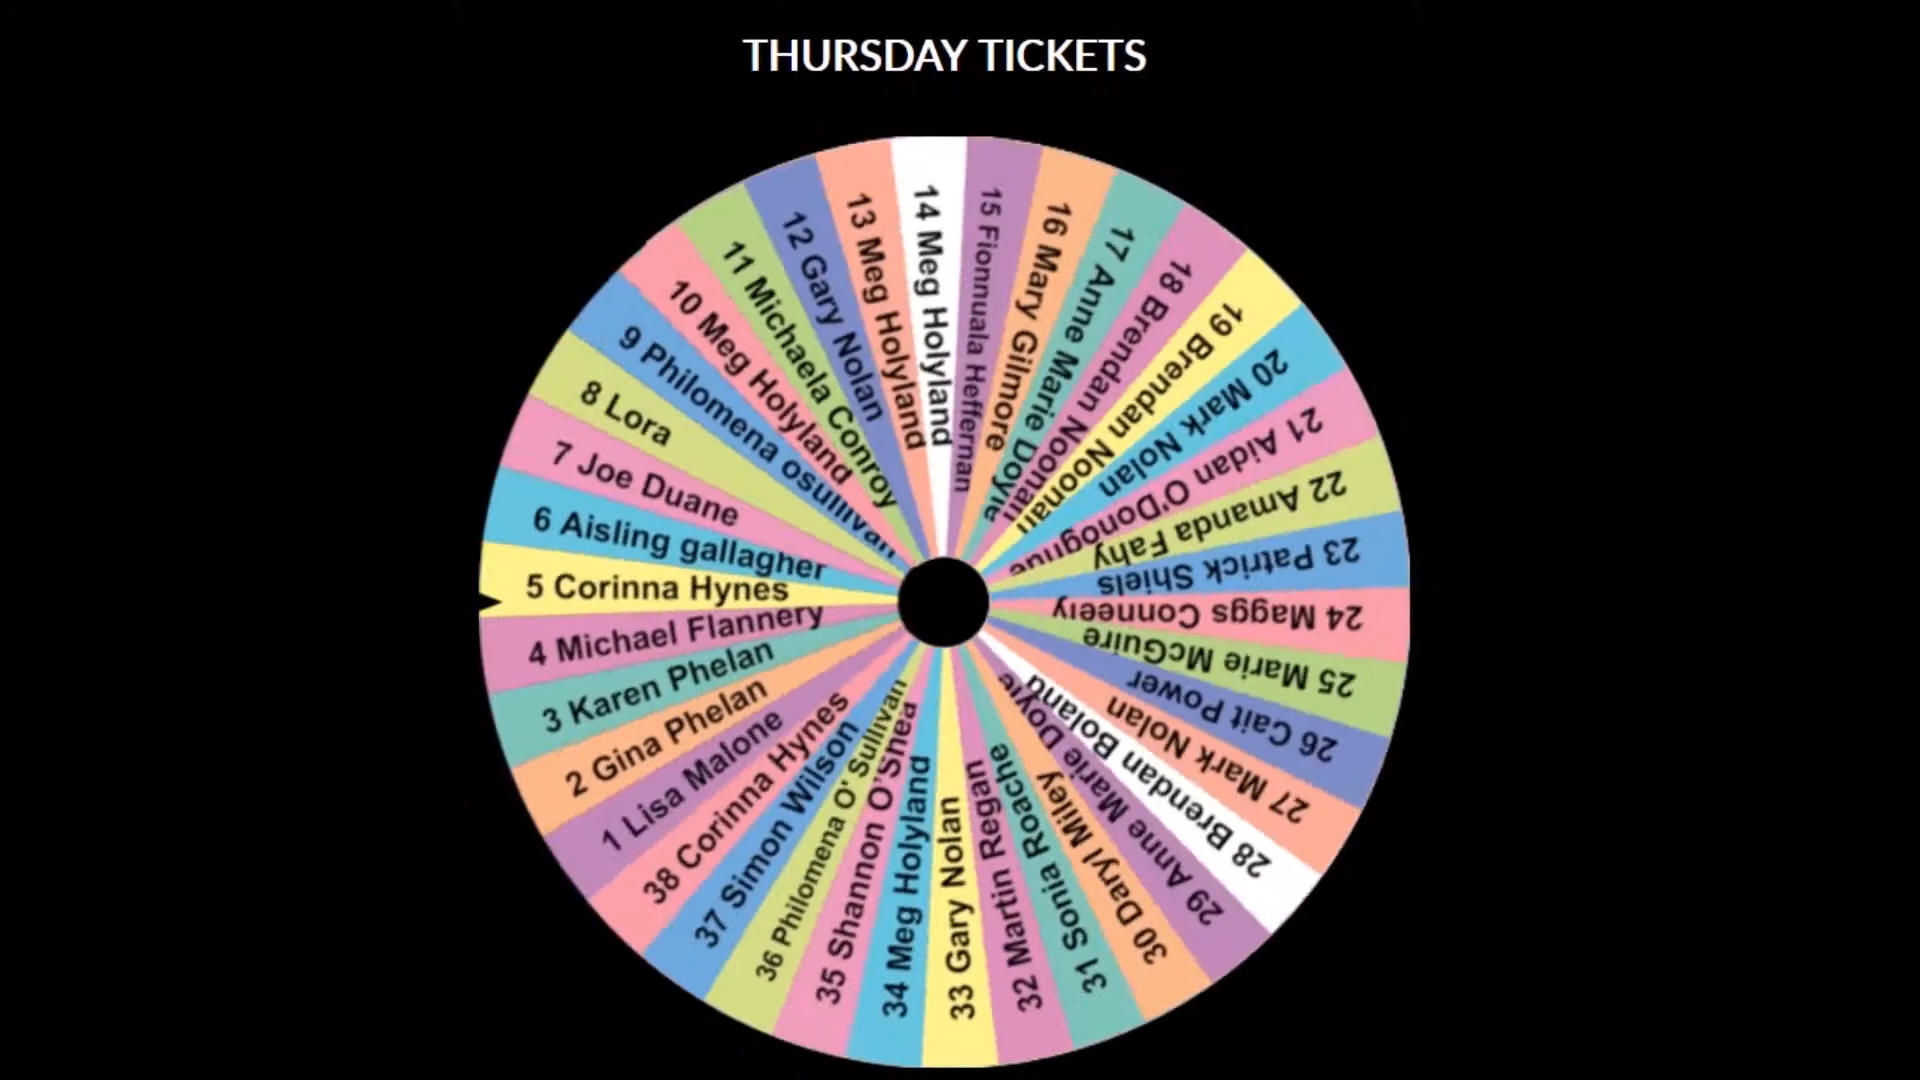 THURSDAY TICKETS
1 Lisa Malone
2 Gina Phelan
3 Karen Phelan
4 Michael Flannery
5 Corinna Hynes
6 Aisling gallagher
7 Joe Duane
8 Lora
9 Philomena osullivan
10 Meg Holyland
11 Michaela Conroy
12 Gary Nolan
13 Meg Holyland
14 Meg Holyland
15 Fionnuala Heffernan
16 Mary Gilmore
17 Anne Marie Doyle
18 Brendan Noonan
19 Brendan Noonan
20 Mark Nolan
21 Aidan O'Donoghue
22 Amanda Fahy
23 Patrick Shiels
24 Maggs Conneely
25 Marie McGuire
26 Cait Power
27 Mark Nolan
28 Brendan Boland
29 Anne Marie Doyle
30 Daryl Miley
31 Sonia Roache
32 Martin Regan
33 Gary Nolan
34 Meg Holyland
35 Shannon O'Shea
36 Philomena O' Sullivan
37 Simon Wilson
38 Corinna Hynes